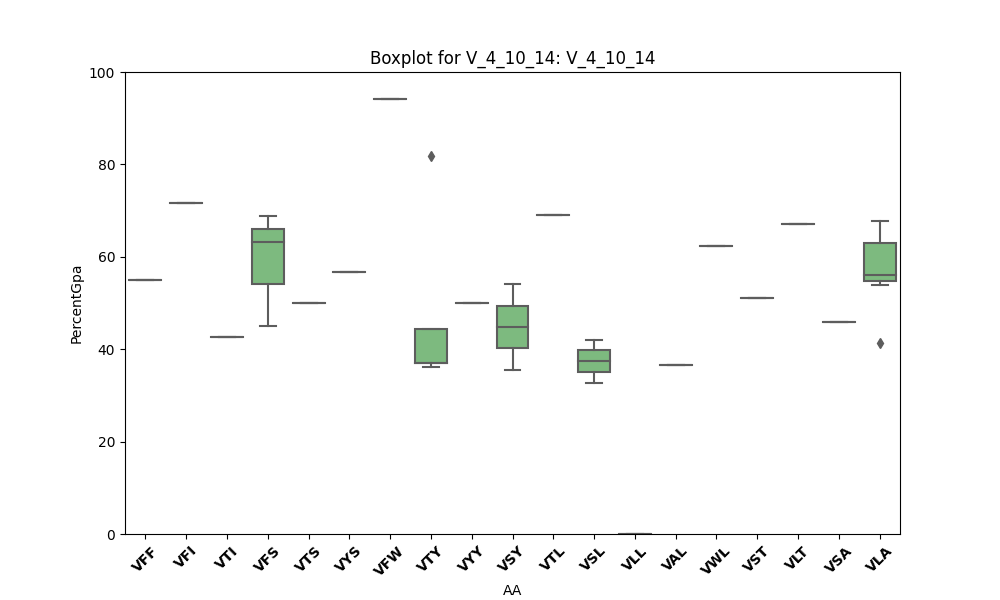 Boxplot for V_4_10_14: V_4_10_14
100
80
60
40
20
0
PercentGpa
VFF VFI VTI VFS VTS VYS VFW VTY VYY VSY VTL VSL VLL VAL VWL VST VLT VSA VLA
AA